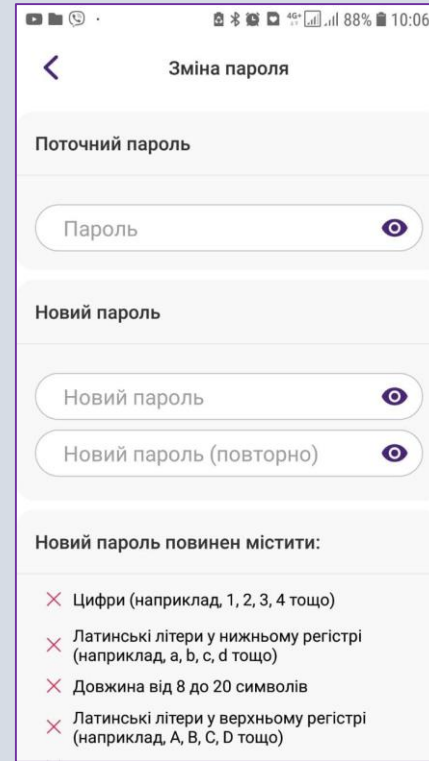 4G+ 88% 10:06
Зміна пароля
Поточний пароль
Пароль
Новий пароль
Новий пароль
Новий пароль (повторно)
Новий пароль повинен містити:
Цифри (наприклад, 1, 2, 3, 4 тощо)
Латинські літери у нижньому регістрі
(наприклад, a, b, c, d тощо)
Довжина від 8 до 20 символів
Латинські літери у верхньому регістрі
(наприклад, A, B, C, D тощо)